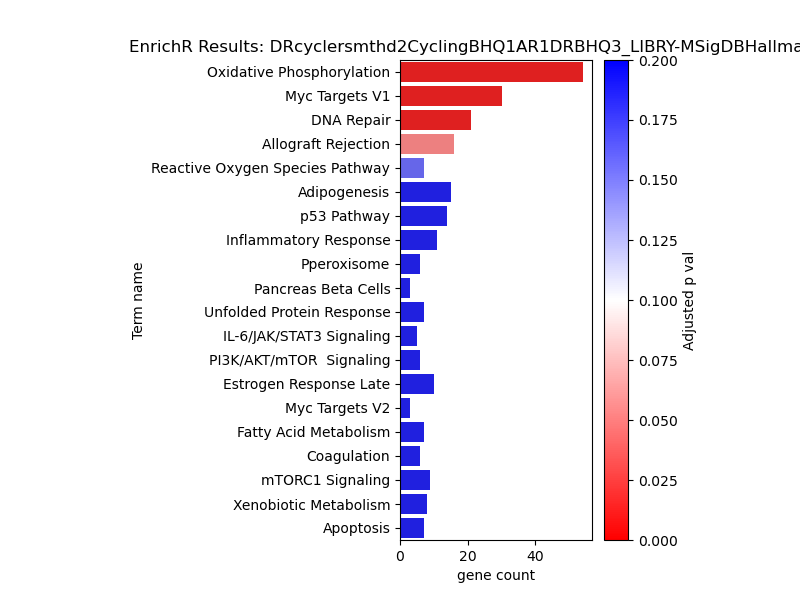 EnrichR Results: DRcyclersmthd2CyclingBHQ1AR1DRBHQ3_LIBRY-MSigDBHallma
Oxidative Phosphorylation
Myc Targets V1
DNA Repair
Allograft Rejection
Reactive Oxygen Species Pathway
Adipogenesis
p53 Pathway
Inflammatory Response
Pperoxisome
Pancreas Beta Cells
Unfolded Protein Response
IL-6/JAK/STAT3 Signaling
PI3K/AKT/mTOR  Signaling
Estrogen Response Late
Myc Targets V2
Fatty Acid Metabolism
Coagulation
mTORC1 Signaling
Xenobiotic Metabolism
Apoptosis
Term name
0 20 40
gene count
0.200
0.175
0.150
0.125
0.100
0.075
0.050
0.025
0.000
Adjusted p val